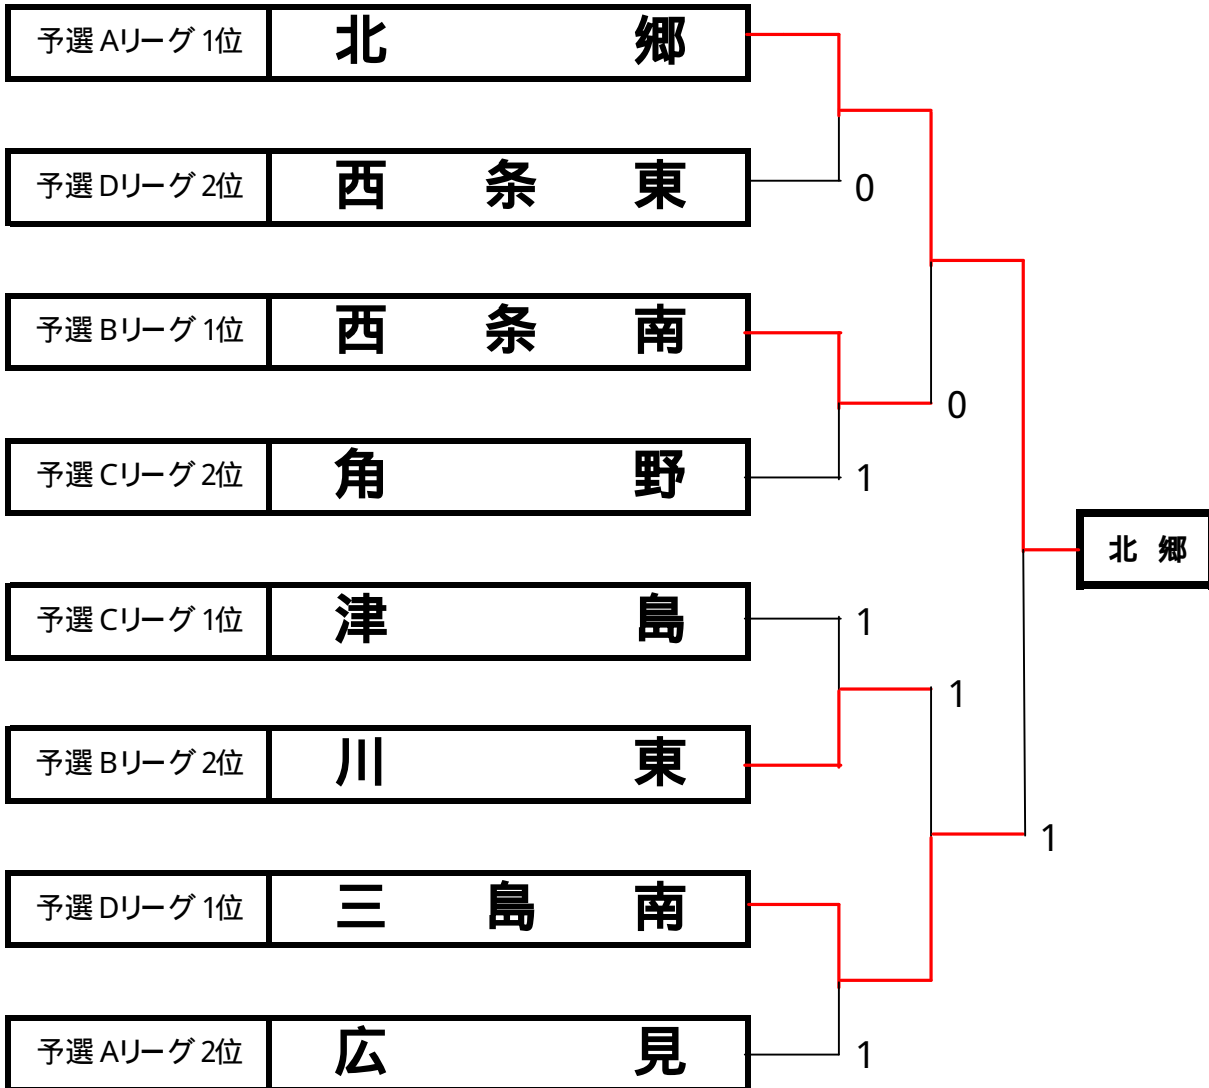 予選Aリーグ1位 北郷
予選Dリーグ2位 西条東
0
予選Bリーグ1位 西条南
0
予選Cリーグ2位 角野
1
北郷
予選Cリーグ1位 津島
1
1
予選Bリーグ2位 川東
1
予選Dリーグ1位 三島南
予選Aリーグ2位 広見
1